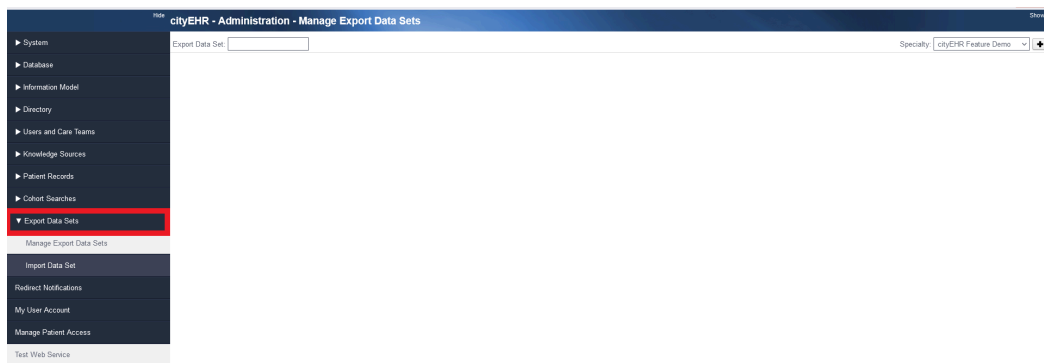 Hide
cityEHR - Administration - Manage Export Data Sets
Show
▶ System
Export Data Set:
Specialty: cityEHR Feature Demo
▶ Database
▶ Information Model
▶ Directory
▶ Users and Care Teams
▶ Knowledge Sources
▶ Patient Records
▶ Cohort Searches
▼ Export Data Sets
Manage Export Data Sets
Import Data Set
Redirect Notifications
My User Account
Manage Patient Access
Test Web Service